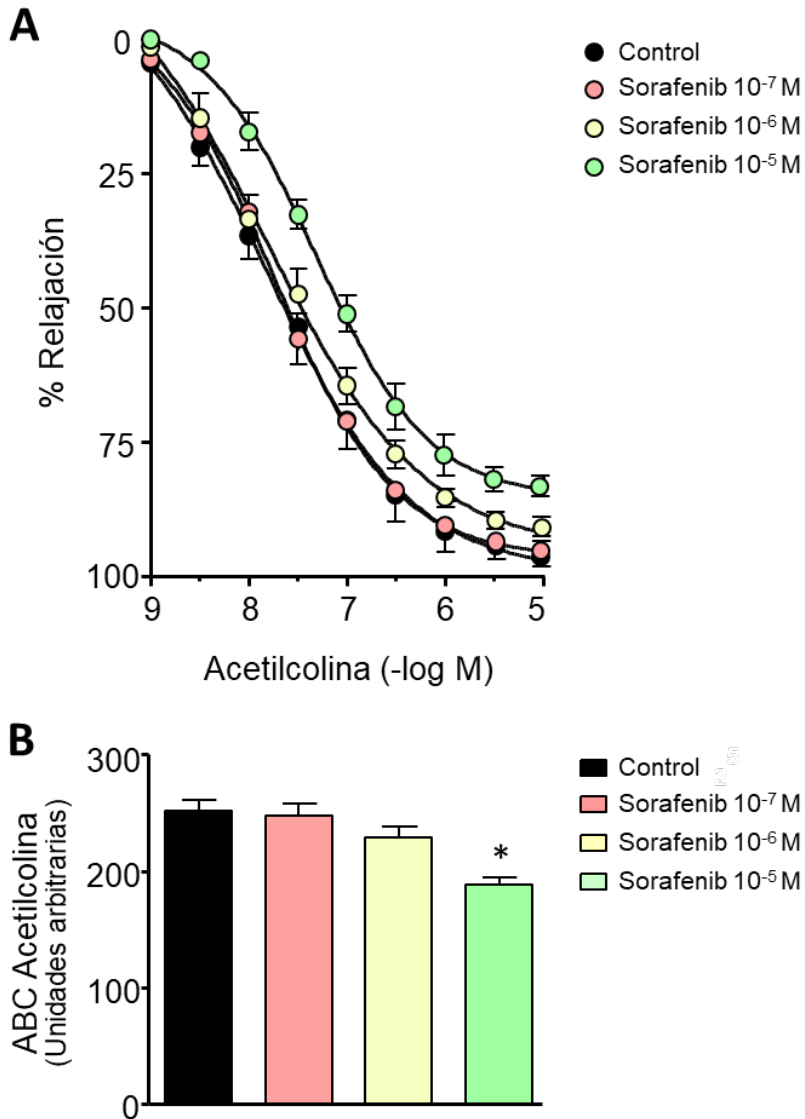 A
0
25
50
75
100
% Relajación
9 8 7 6 5
Acetilcolina (-log M)
Control
Sorafenib 10⁻⁷ M
Sorafenib 10⁻⁶ M
Sorafenib 10⁻⁵ M
B
300
200
100
0
ABC Acetilcolina
(Unidades arbitrarias)
*
Control
Sorafenib 10⁻⁷ M
Sorafenib 10⁻⁶ M
Sorafenib 10⁻⁵ M